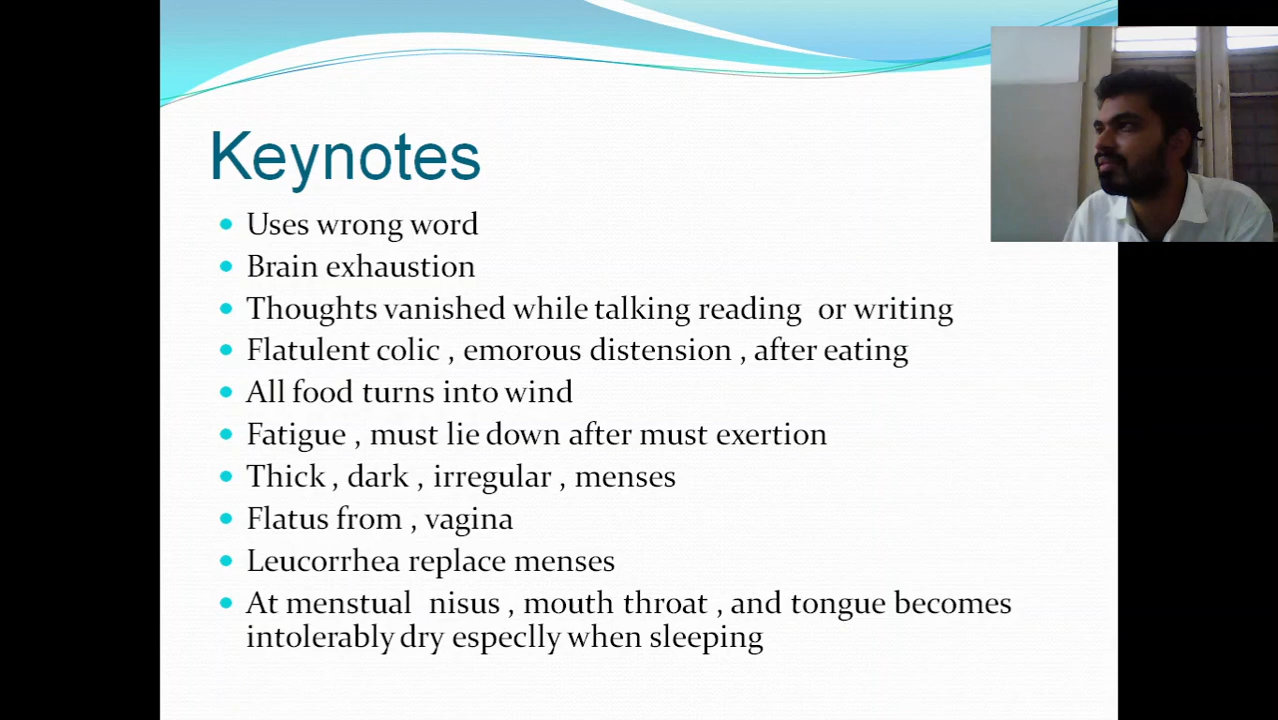 Keynotes
Uses wrong word
Brain exhaustion
Thoughts vanished while talking reading or writing
Flatulent colic , emorous distension , after eating
All food turns into wind
Fatigue , must lie down after must exertion
Thick , dark , irregular , menses
Flatus from , vagina
Leucorrhea replace menses
At menstual nisus , mouth throat , and tongue becomes
intolerably dry especlly when sleeping